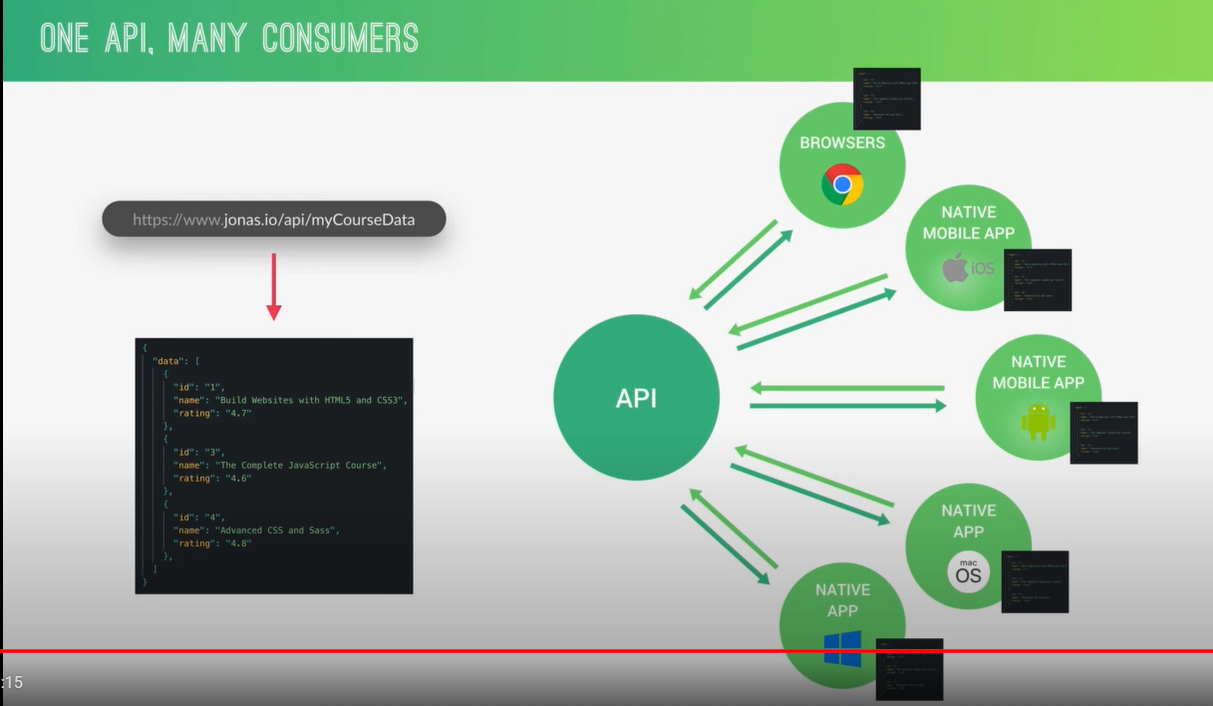 ONE API, MANY CONSUMERS
https://www.jonas.io/api/myCourseData
{
"data": [
{
"id": "1",
"name": "Build Websites with HTML5 and CSS3",
"rating": "4.7"
},
{
"id": "3",
"name": "The Complete JavaScript Course",
"rating": "4.6"
},
{
"id": "4",
"name": "Advanced CSS and Sass",
"rating": "4.8"
},
]
}
API
BROWSERS
NATIVE
MOBILE APP
iOS
NATIVE
MOBILE APP
NATIVE
APP
mac
OS
NATIVE
APP
:15